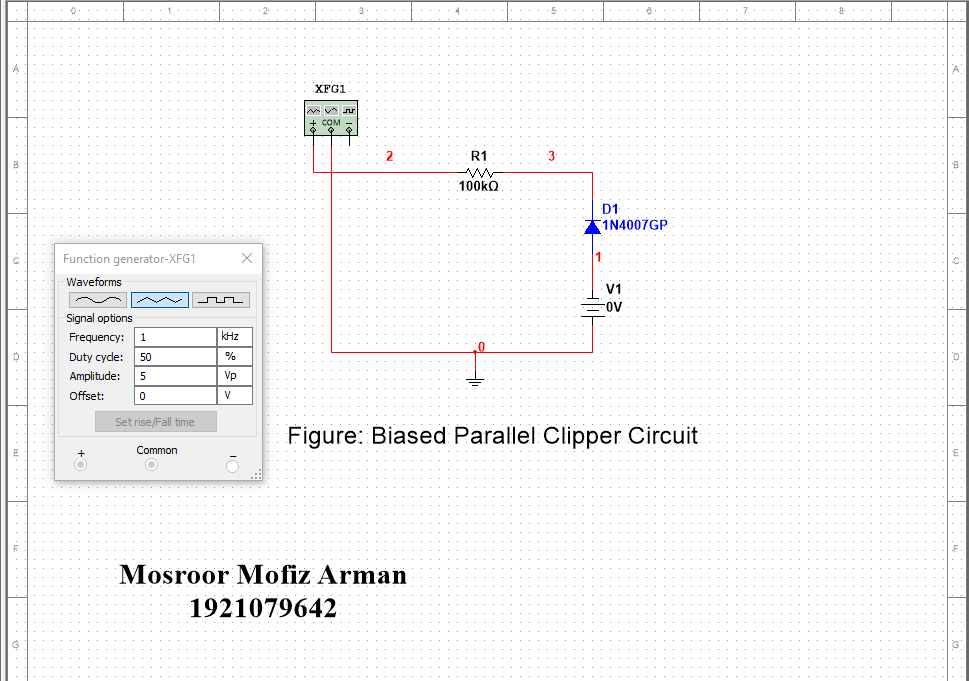 0 1 2 3 4 5 6 7 8
A A
XFG1
COM
2 R1 3
B B
100kΩ
D1
1N4007GP
Function generator-XFG1
C 1 C
Waveforms
V1
0V
Signal options
Frequency: 1 kHz
0
Duty cycle: 50 %
D D
Amplitude: 5 Vp
Offset: 0 V
Set rise/Fall time
Figure: Biased Parallel Clipper Circuit
+ Common –
E E
F F
Mosroor Mofiz Arman
1921079642
G G